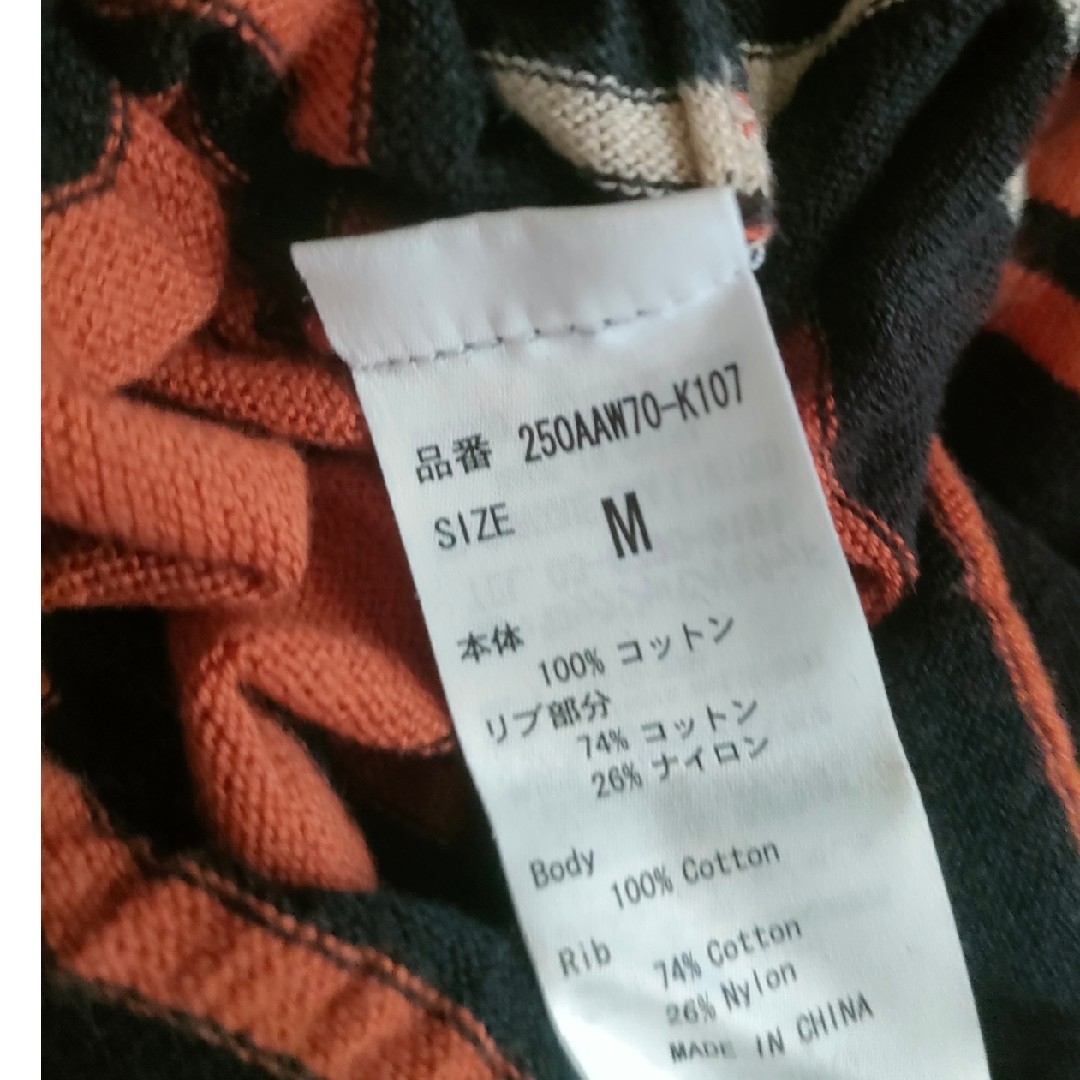 品番 250AAW70-K107
SIZE M
本体
100% コットン
リブ部分
74% コットン
26% ナイロン
Body
100% Cotton
Rib
74% Cotton
26% Nylon
MADE IN CHINA